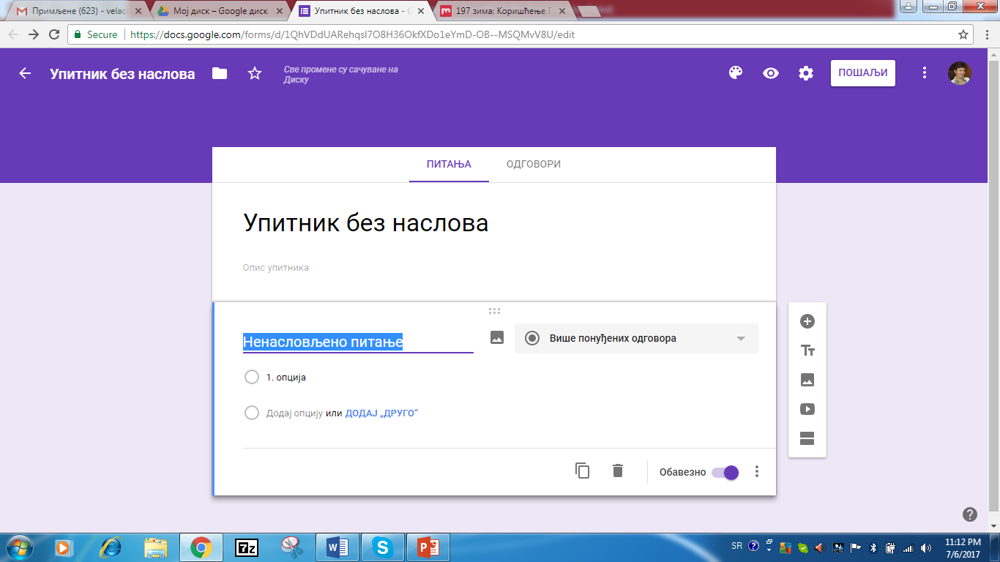 Примљене (623) - velaco
Мој диск – Google диск
Упитник без наслова - G
197 зима: Коришћење Г
Secure
https://docs.google.com/forms/d/1QhVDdUARehqsI7O8H36OkfXDo1eYmD-OB--MSQMvV8U/edit
Упитник без наслова
Све промене су сачуване на
Диску
ПОШАЉИ
ПИТАЊА
ОДГОВОРИ
Упитник без наслова
Опис упитника
Ненасловљено питање
Више понуђених одговора
1. опција
Додај опцију или ДОДАЈ „ДРУГО“
Обавезно
SR
11:12 PM
7/6/2017